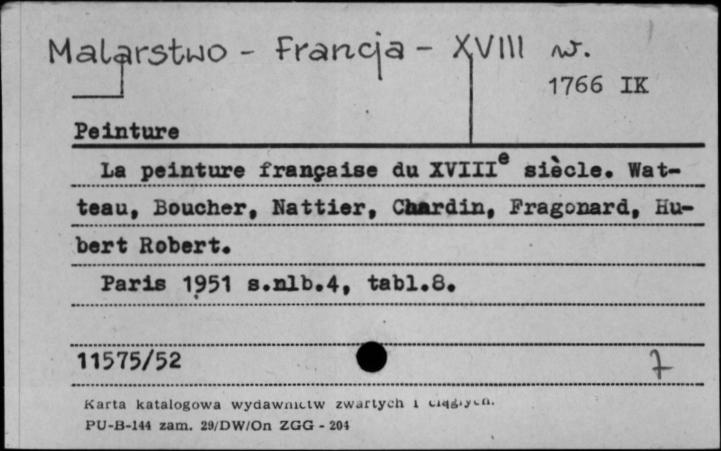 Malarstwo - Francja - XVIII w.
1766 IK
Peinture
La peinture française du XVIIIe siècle. Wat-
teau, Boucher, Nattier, Chardin, Fragonard, Hu-
bert Robert.
Paris 1951 s.nlb.4, tabl.8.
11575/52
7
Karta katalogowa wydawnictw zwartych i ciągłych.
PU-B-144 zam. 29/DW/On ZGG - 204